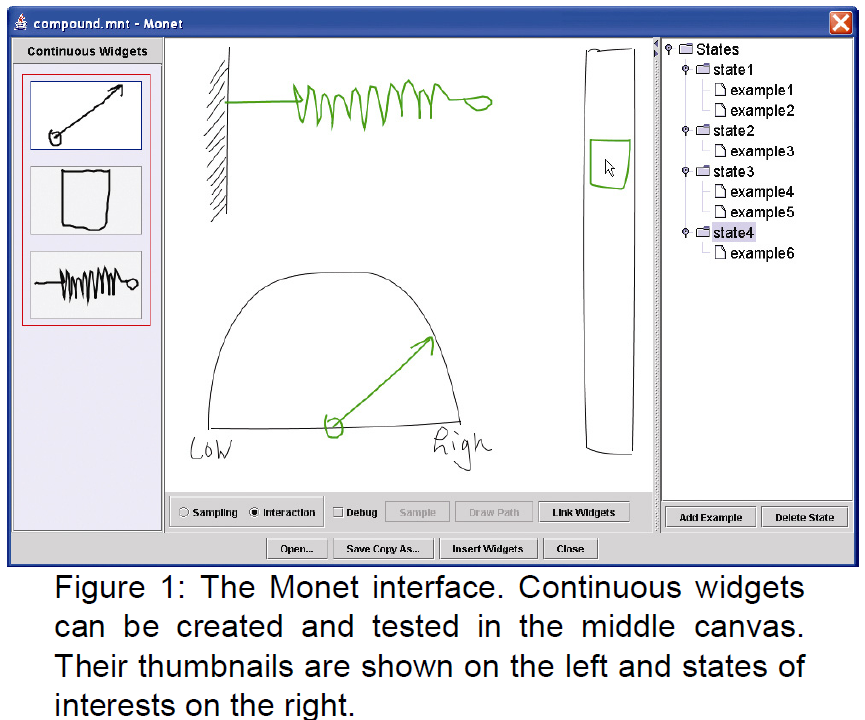 compound.mnt - Monet
Continuous Widgets
Low
High
Sampling
Interaction
Debug
Sample
Draw Path
Link Widgets
States
state1
example1
example2
state2
example3
state3
example4
example5
state4
example6
Add Example
Delete State
Open...
Save Copy As...
Insert Widgets
Close
Figure 1: The Monet interface. Continuous widgets
can be created and tested in the middle canvas.
Their thumbnails are shown on the left and states of
interests on the right.